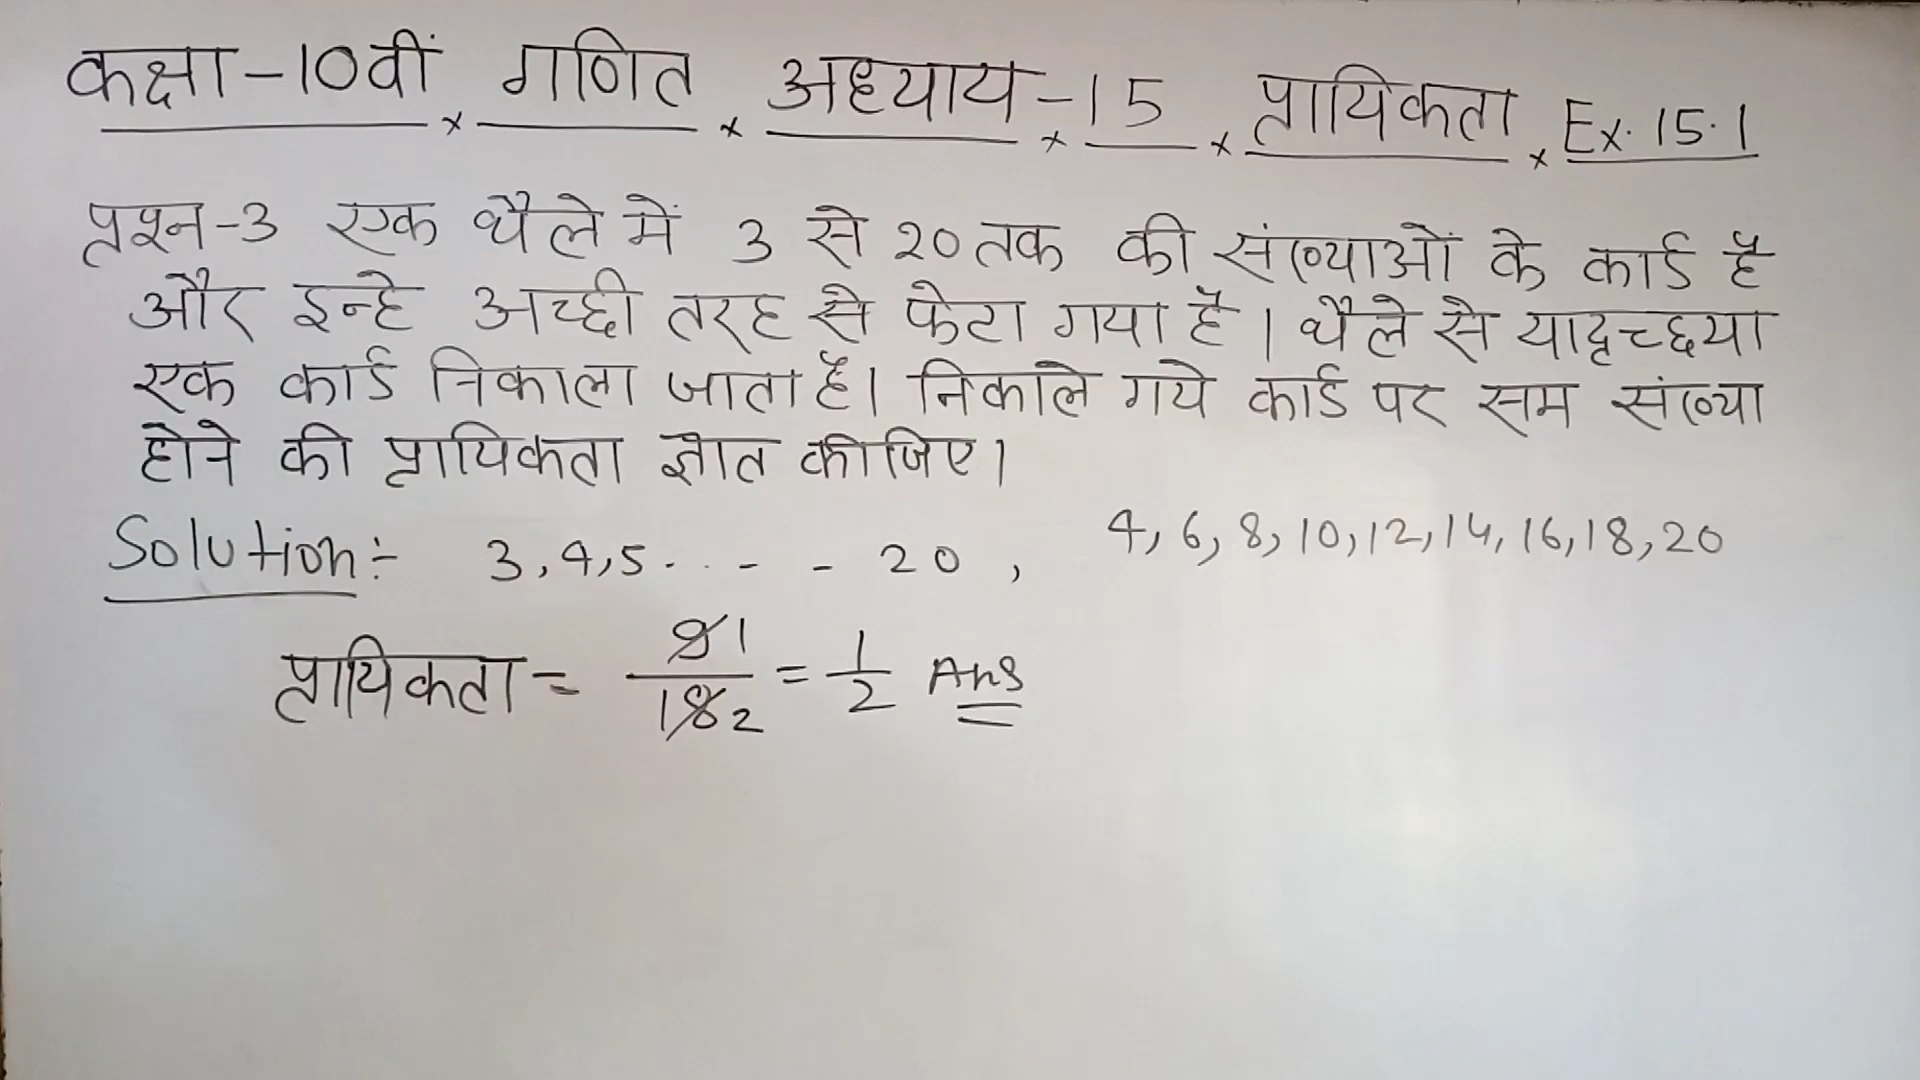 कक्षा-10वीं × गणित × अध्याय - × 15 × प्रायिकता × Ex. 15.1
प्रश्न-3 एक थैले में 3 से 20 तक की संख्याओं के कार्ड है
और इन्हे अच्छी तरह से फेटा गया है। थैले से यादृच्छया
एक कार्ड निकाला जाता है। निकाले गये कार्ड पर सम संख्या
होने की प्रायिकता ज्ञात कीजिए।
Solution:- 3,4,5 . . . - - 20 , 4, 6, 8, 10, 12, 14, 16, 18, 20
प्रायिकता = 9 1 / 18 2 = 1/2 Ans